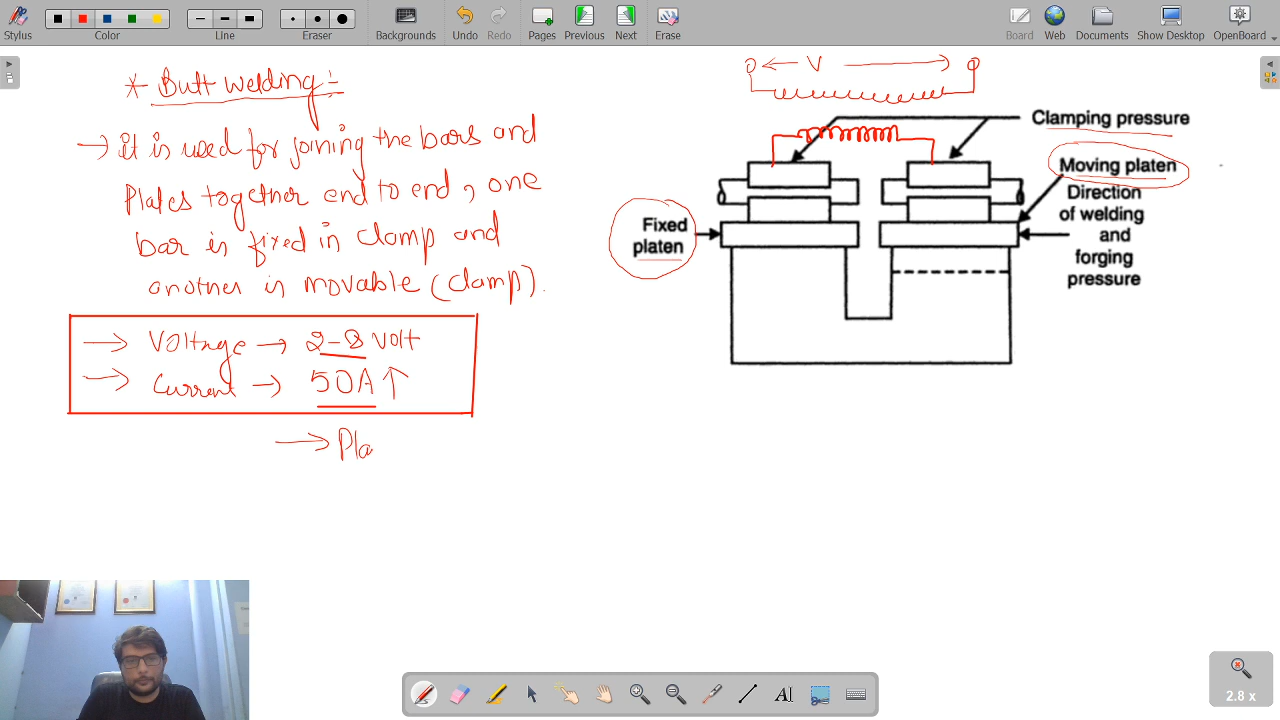 Stylus
Color
Line
Eraser
Backgrounds
Undo
Redo
Pages
Previous
Next
Erase
Board
Web
Documents
Show Desktop
OpenBoard
* Butt welding :-
→ it is used for joining the bars and
Plates together end to end, one
bar is fixed in clamp and
another is movable (clamp).
→ Voltage → 2-8 Volt
→ Current → 50A ↑
→ Pla
V
Clamping pressure
Moving platen
Fixed
platen
Direction
of welding
and
forging
pressure
2.8 x